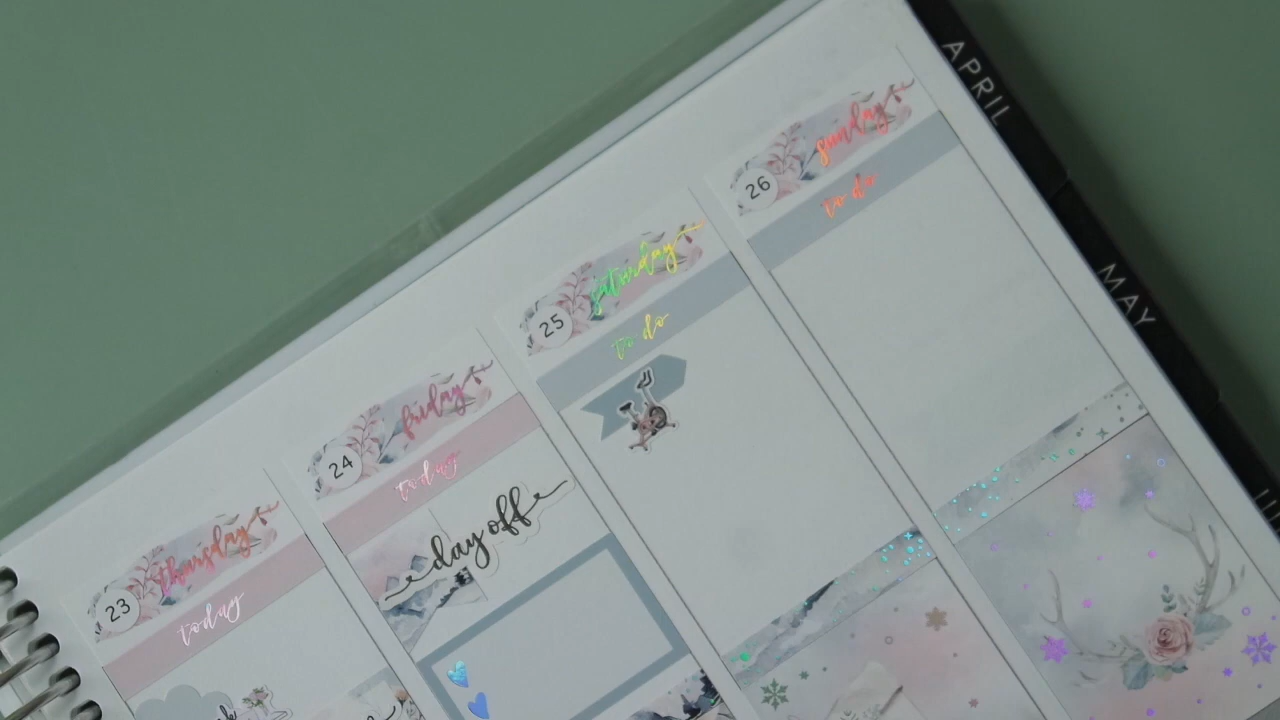 23 thursday
today
24 friday
today
day off
25 saturday
to do
26 sunday
to do
APRIL
MAY